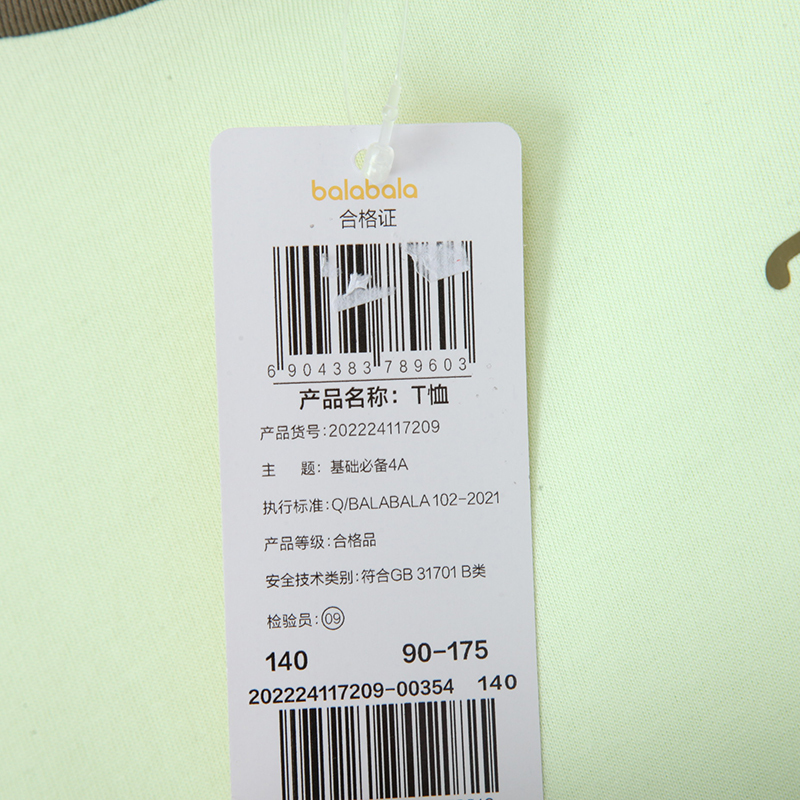 balabala
合格证
6 904383 789603
产品名称：T恤
产品货号:202224117209
主 题：基础必备4A
执行标准:Q/BALABALA 102-2021
产品等级:合格品
安全技术类别:符合GB 31701 B类
检验员:09
140 90-175
202224117209-00354 140